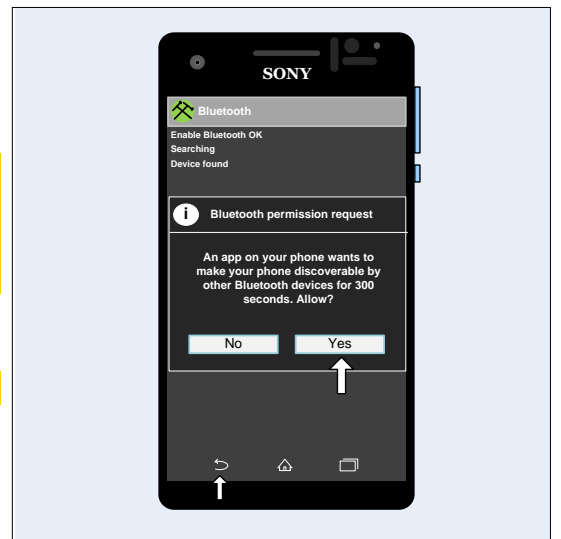 SONY
Bluetooth
Enable Bluetooth OK
Searching
Device found
i
Bluetooth permission request
An app on your phone wants to
make your phone discoverable by
other Bluetooth devices for 300
seconds. Allow?
No
Yes